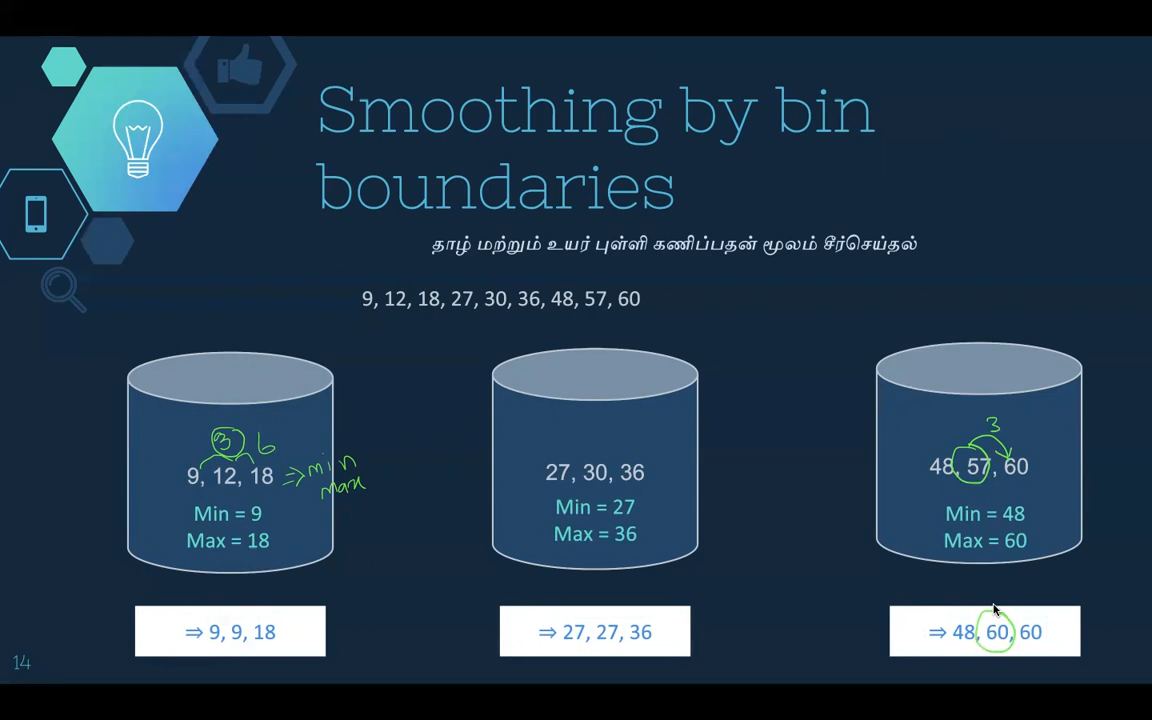 Smoothing by bin
boundaries
தாழ் மற்றும் உயர் புள்ளி கணிப்பதன் மூலம் சீர்செய்தல்
9, 12, 18, 27, 30, 36, 48, 57, 60
3 6
9, 12, 18 ⇒ min
max
Min = 9
Max = 18
27, 30, 36
Min = 27
Max = 36
3
48, 57, 60
Min = 48
Max = 60
⇒ 9, 9, 18
⇒ 27, 27, 36
⇒ 48, 60, 60
14